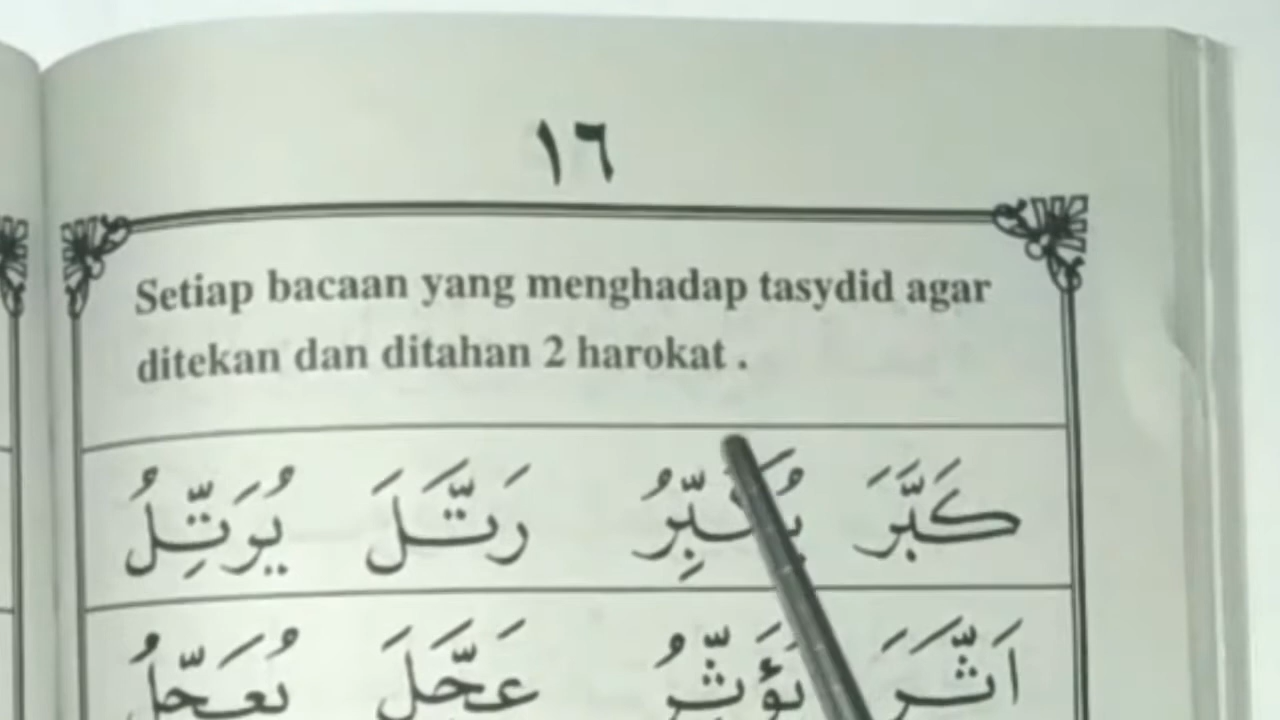 ١٦
Setiap bacaan yang menghadap tasydid agar
ditekan dan ditahan 2 harokat .
كَبَّرَ يُكَبِّرُ رَتَّلَ يُرَتِّلُ
اَثَّرَ يُؤَثِّرُ عَجَّلَ يُعَجِّلُ